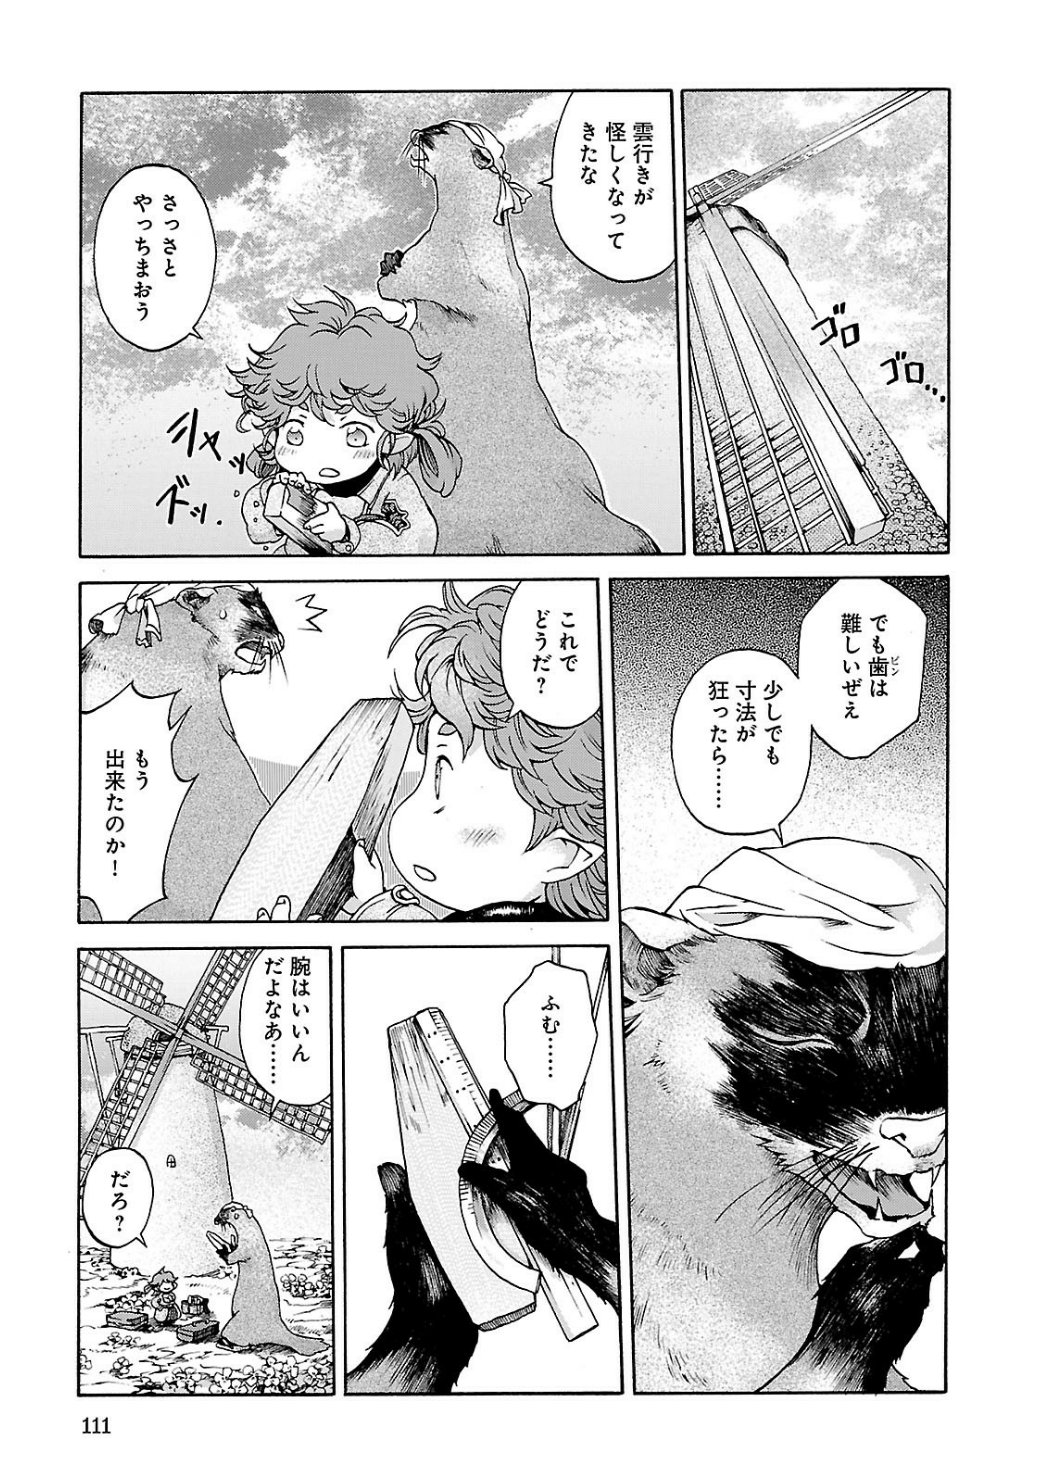 ゴロ
ゴロ…
雲行きが
怪しくなって
きたな
さっさと
やっちまおう
シャッ
ズッ.
でも歯は
ピン
難しいぜえ
少しでも
寸法が
狂ったら……
これで
どうだ？
もう
出来たのか！
ふむ……
腕はいいん
だよなあ……
だろ？
111